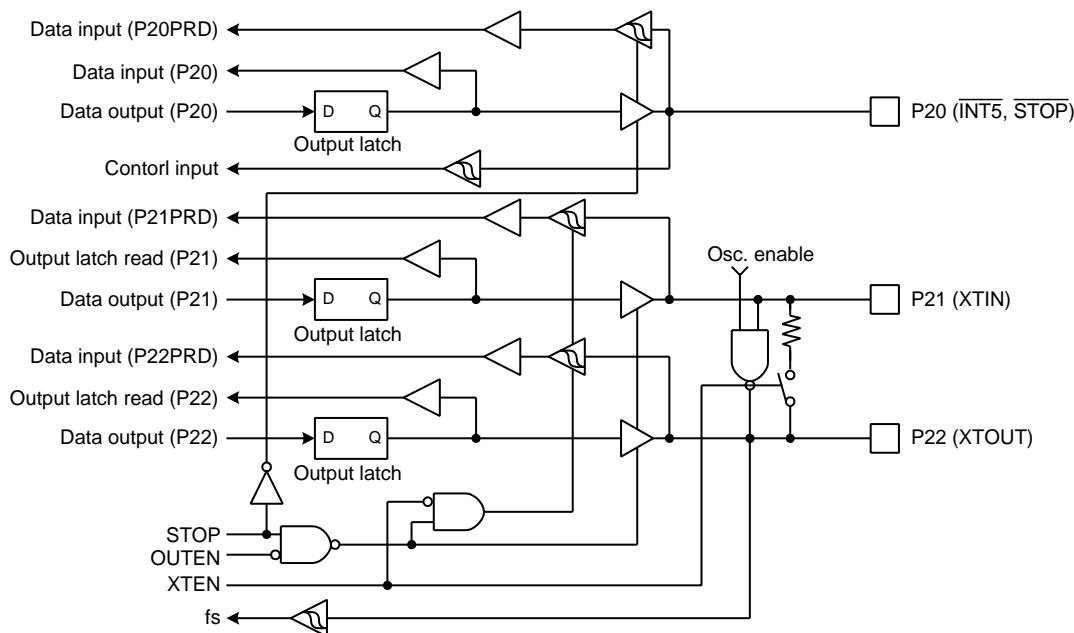 Data input (P20PRD)
Data input (P20)
Data output (P20)
D Q
Output latch
P20 (INT5, STOP)
Contorl input
Data input (P21PRD)
Output latch read (P21)
Osc. enable
Data output (P21)
D Q
Output latch
P21 (XTIN)
Data input (P22PRD)
Output latch read (P22)
Data output (P22)
D Q
Output latch
P22 (XTOUT)
STOP
OUTEN
XTEN
fs